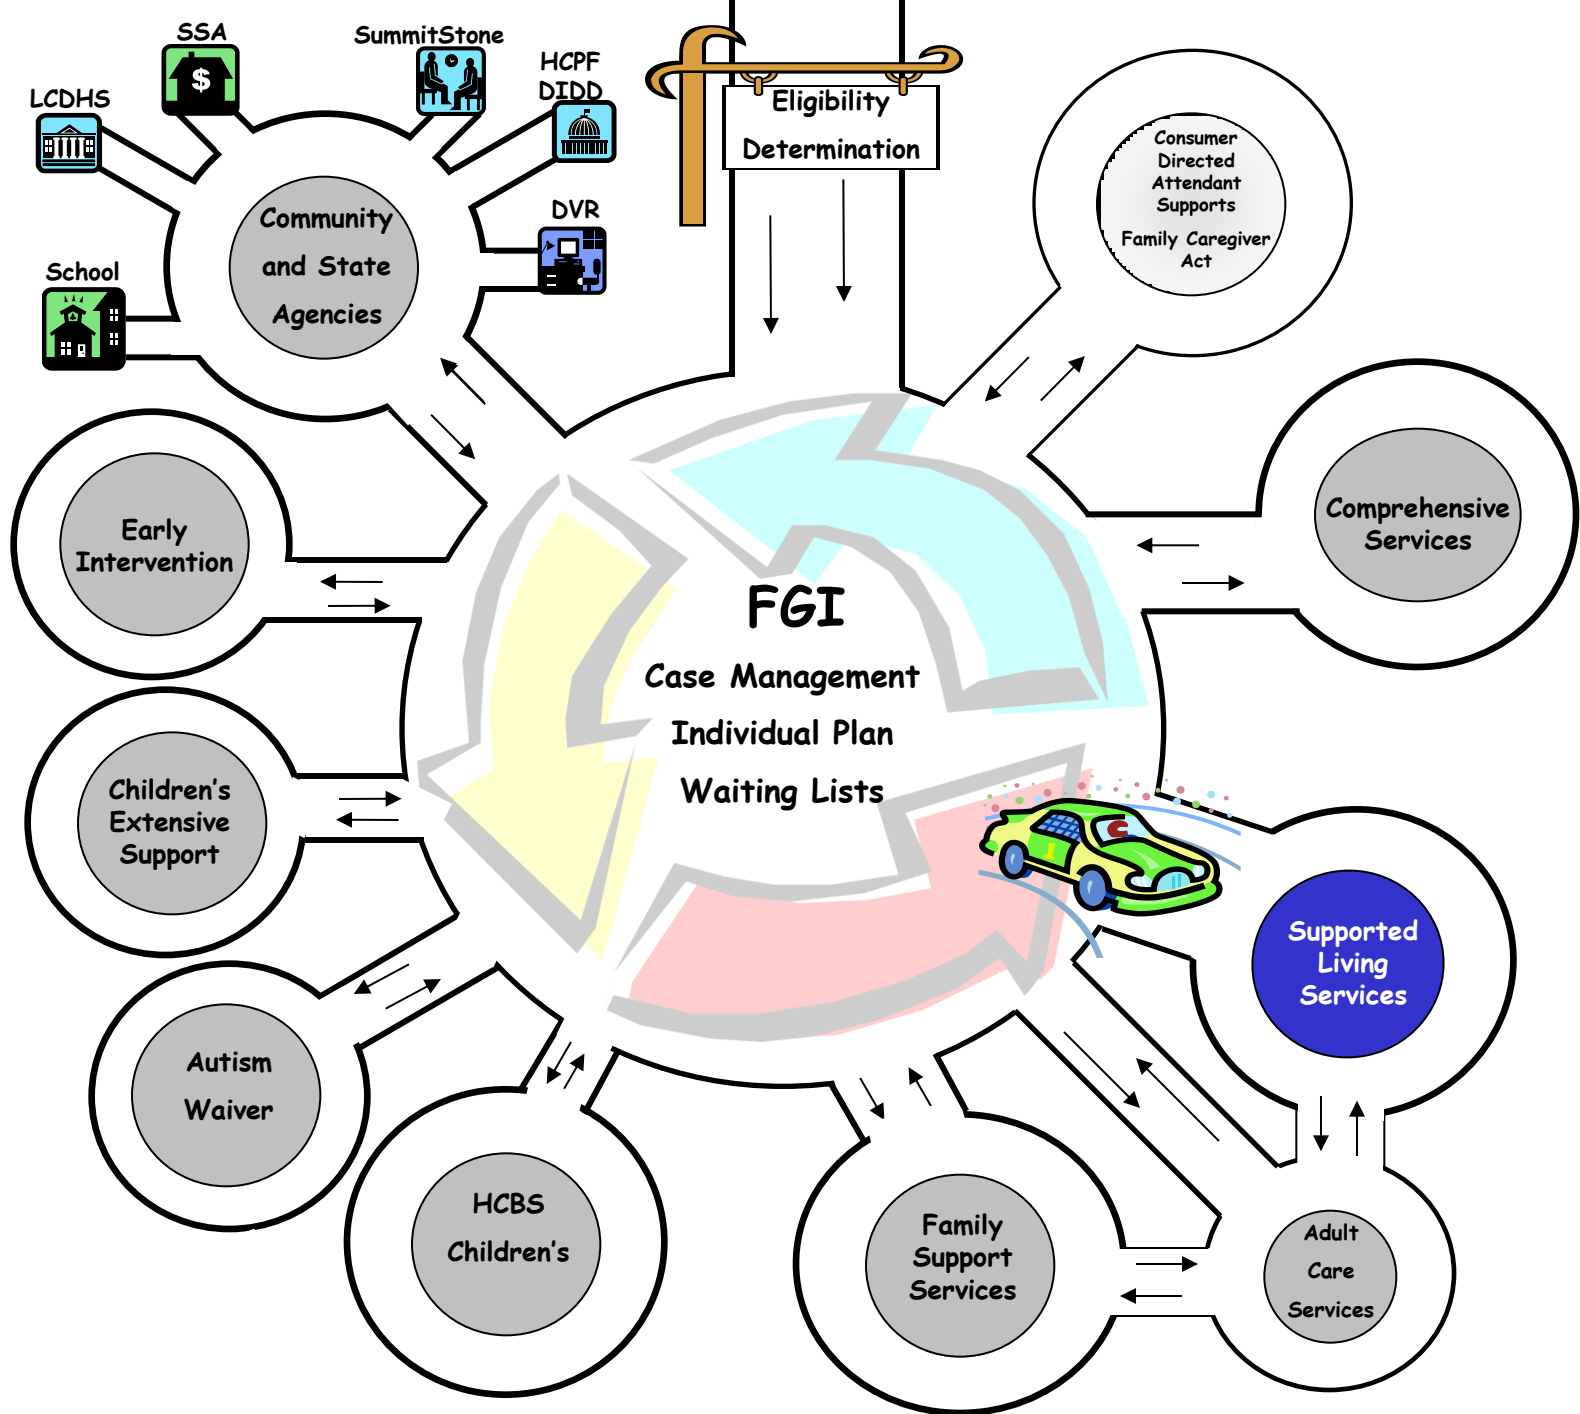 SSA
SummitStone
HCPF
DIDD
LCDHS
School
DVR
Community
and State
Agencies
Eligibility
Determination
Consumer
Directed
Attendant
Supports
Family Caregiver
Act
Early
Intervention
Comprehensive
Services
FGI
Case Management
Individual Plan
Waiting Lists
Children's
Extensive
Support
1
Supported
Living
Services
Autism
Waiver
HCBS
Children's
Family
Support
Services
Adult
Care
Services
$